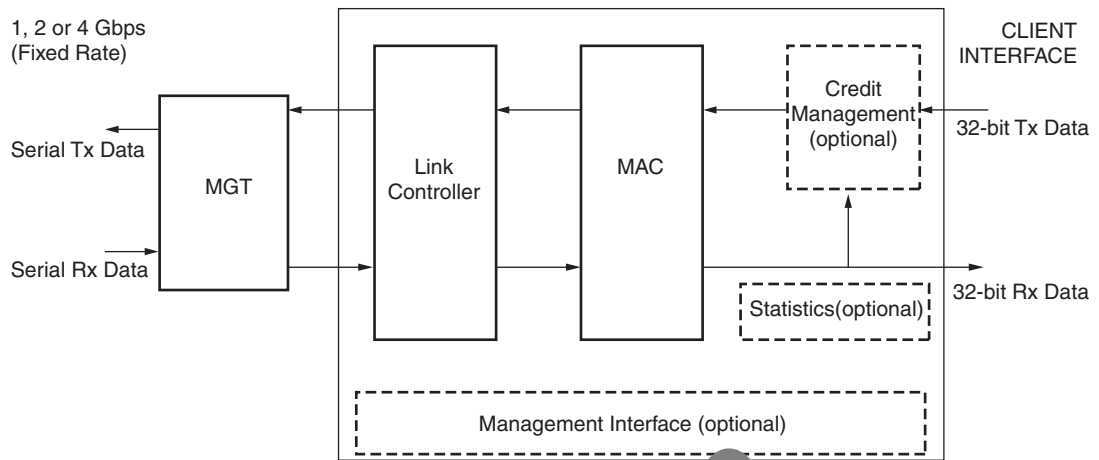 1, 2 or 4 Gbps
(Fixed Rate)
CLIENT
INTERFACE
Serial Tx Data
Serial Rx Data
MGT
Link
Controller
MAC
Credit
Management
(optional)
32-bit Tx Data
32-bit Rx Data
Statistics(optional)
Management Interface (optional)